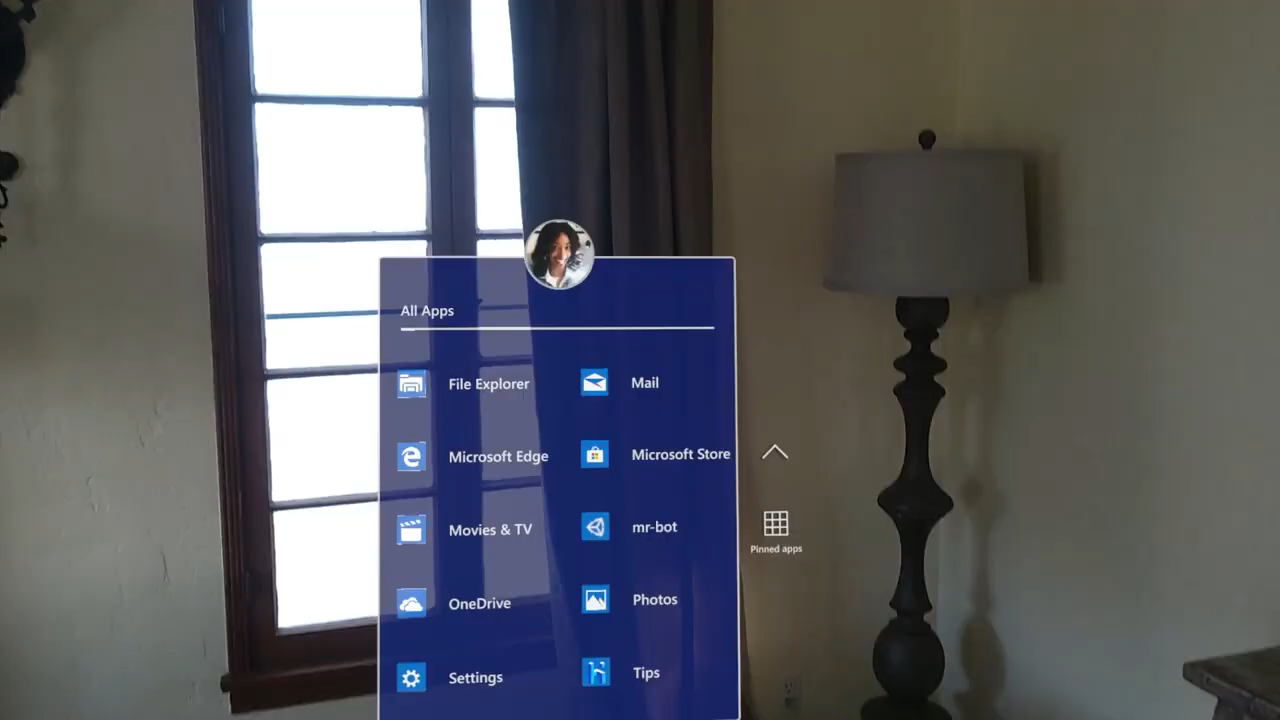 All Apps
File Explorer
Mail
Microsoft Edge
Microsoft Store
Movies & TV
mr-bot
Pinned apps
OneDrive
Photos
Settings
Tips